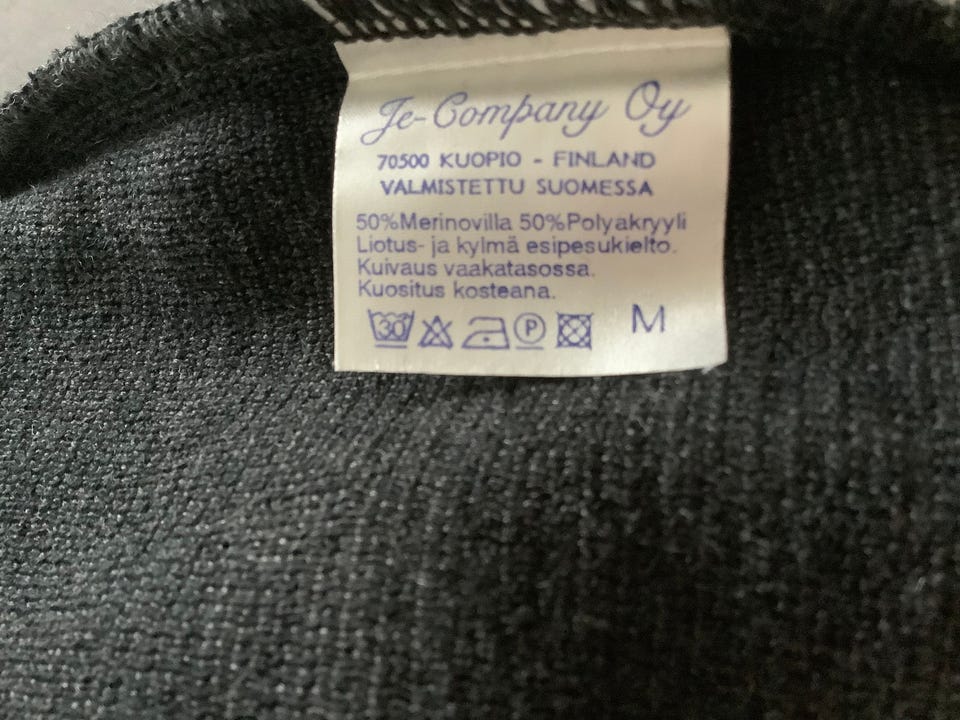 Je-Company Oy
70500 KUOPIO - FINLAND
VALMISTETTU SUOMESSA
50%Merinovilla 50%Polyakryyli
Liotus- ja kylmä esipesukielto.
Kuivaus vaakatasossa.
Kuositus kosteana.
30 P M